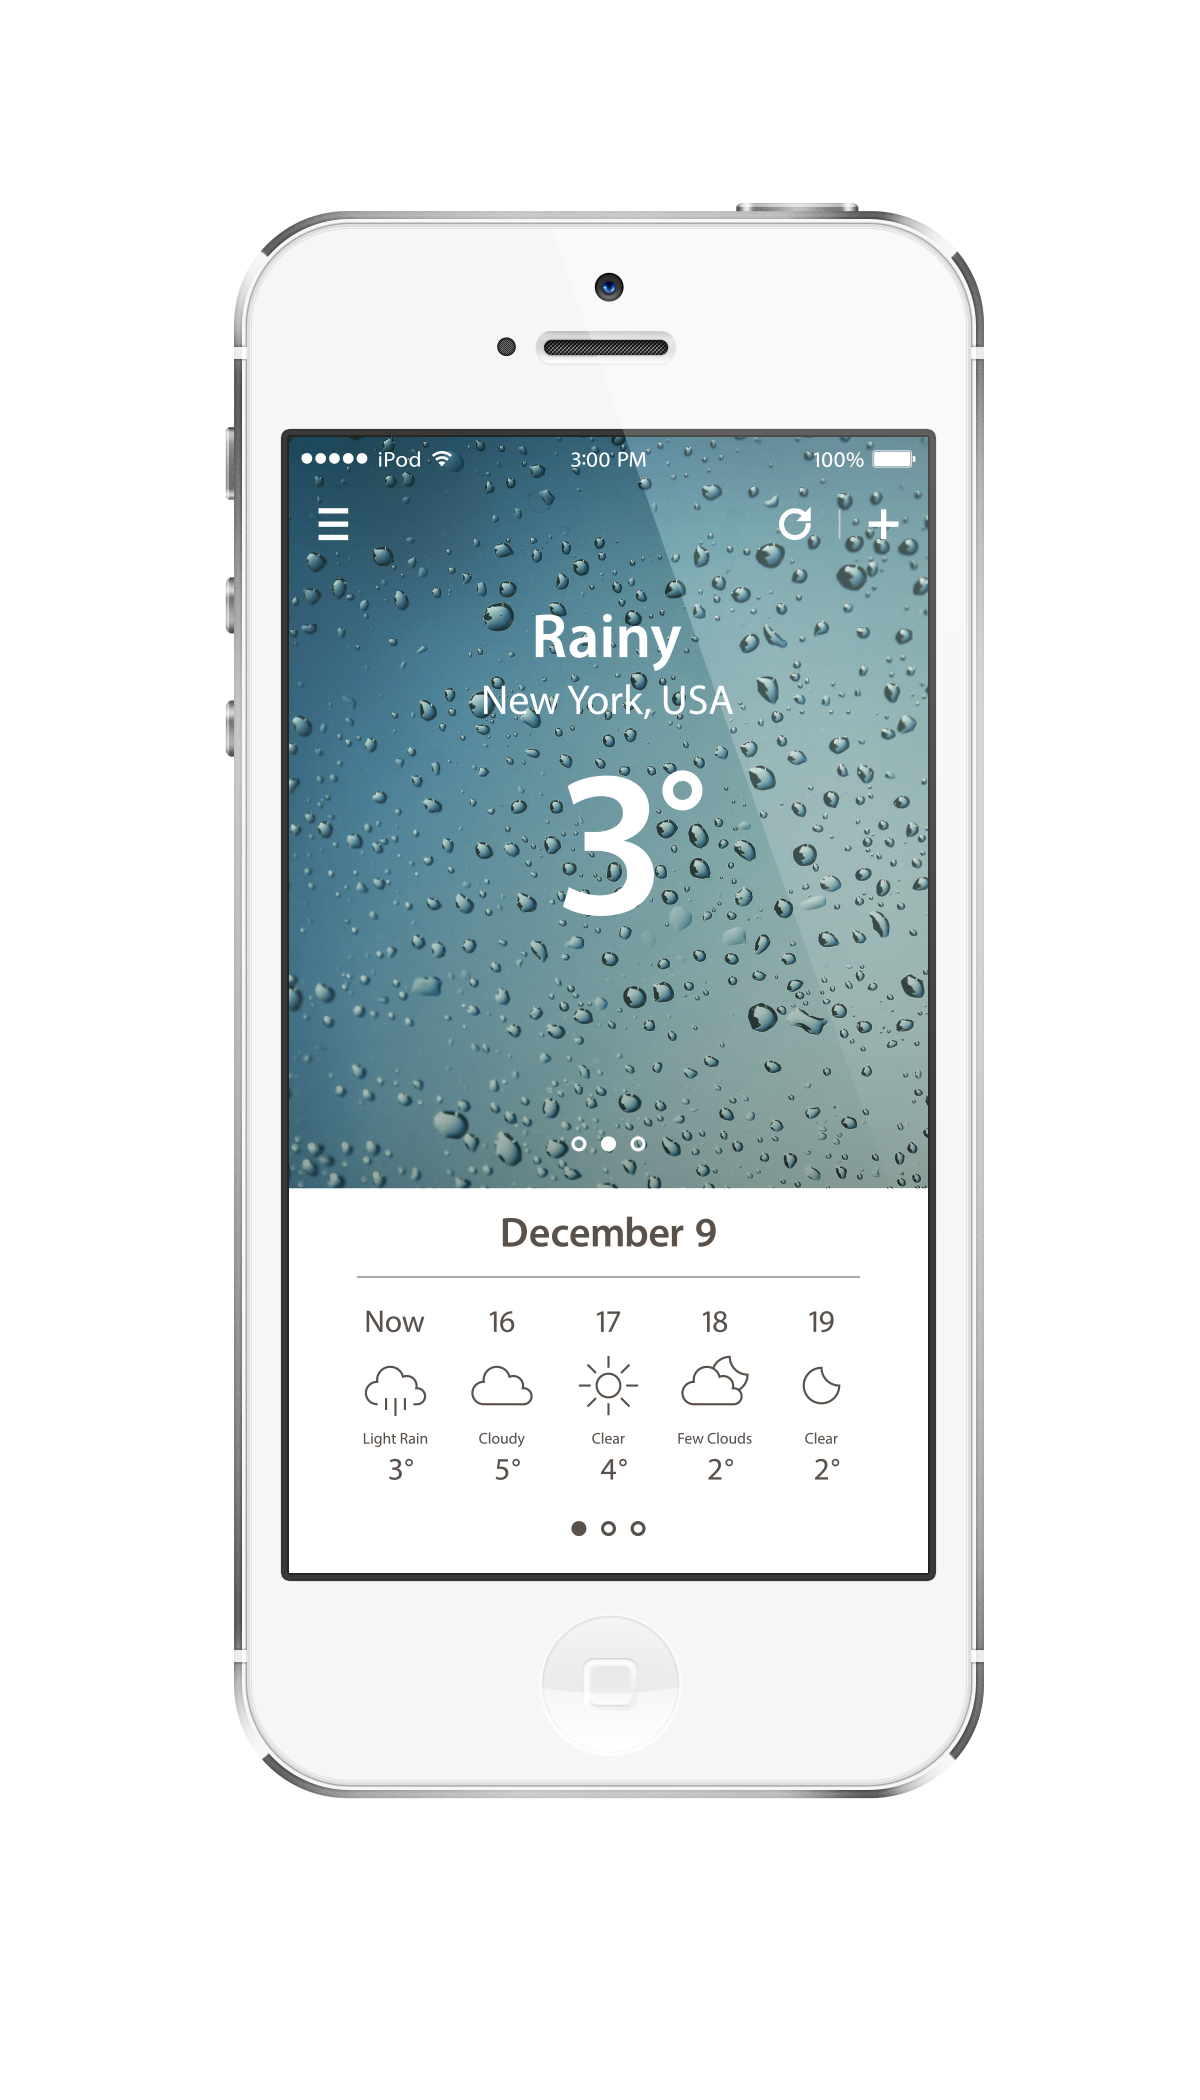 iPod 3:00 PM 100%
Rainy
New York, USA
3°
December 9
Now 16 17 18 19
Light Rain Cloudy Clear Few Clouds Clear
3° 5° 4° 2° 2°